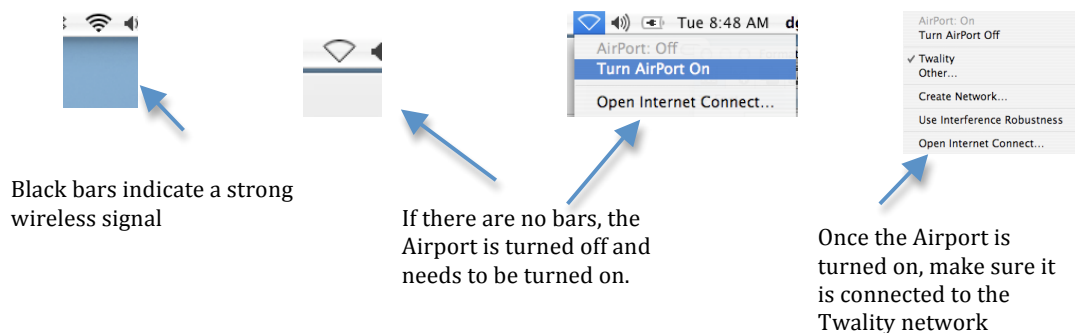 Tue 8:48 AM
AirPort: Off
Turn AirPort On
Open Internet Connect...
AirPort: On
Turn AirPort Off
✓ Twality
Other...
Create Network...
Use Interference Robustness
Open Internet Connect...
Black bars indicate a strong
wireless signal
If there are no bars, the
Airport is turned off and
needs to be turned on.
Once the Airport is
turned on, make sure it
is connected to the
Twality network